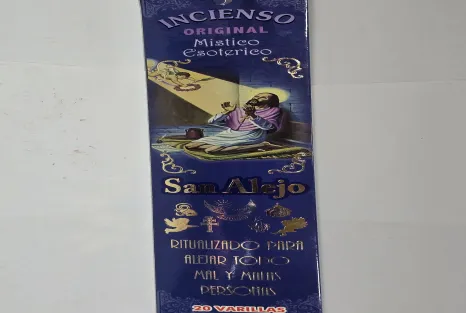 INCIENSO
ORIGINAL
Mistico
Esoterico
San Alejo
RITUALIZADO PARA
ALEJAR TODO
MAL Y MALAS
PERSONAS
20 VARILLAS